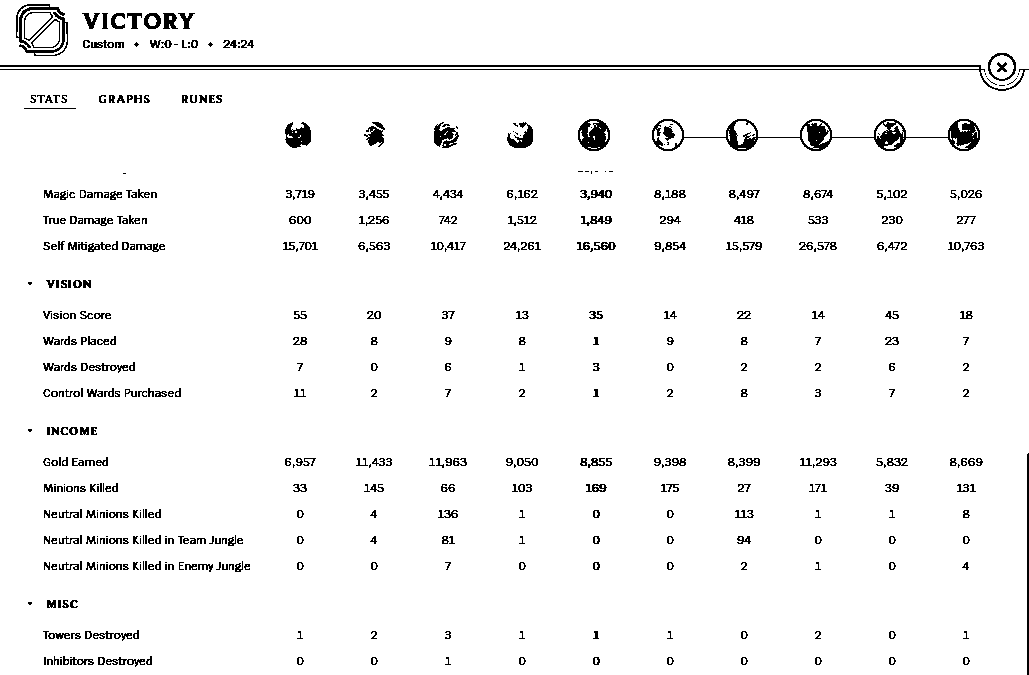 VICTORY
Custom • W:0 - L:0 • 24:24
STATS GRAPHS RUNES
Magic Damage Taken 3,719 3,455 4,434 6,162 3,940 8,188 8,497 8,674 5,102 5,026
True Damage Taken 600 1,256 742 1,512 1,849 294 418 533 230 277
Self Mitigated Damage 15,701 6,563 10,417 24,261 16,560 9,854 15,579 26,578 6,472 10,763
VISION
Vision Score 55 20 37 13 35 14 22 14 45 18
Wards Placed 28 8 9 8 1 9 8 7 23 7
Wards Destroyed 7 0 6 1 3 0 2 2 6 2
Control Wards Purchased 11 2 7 2 1 2 8 3 7 2
INCOME
Gold Earned 6,957 11,433 11,963 9,050 8,855 9,398 8,399 11,293 5,832 8,669
Minions Killed 33 145 66 103 169 175 27 171 39 131
Neutral Minions Killed 0 4 136 1 0 0 113 1 1 8
Neutral Minions Killed in Team Jungle 0 4 81 1 0 0 94 0 0 0
Neutral Minions Killed in Enemy Jungle 0 0 7 0 0 0 2 1 0 4
MISC
Towers Destroyed 1 2 3 1 1 1 0 2 0 1
Inhibitors Destroyed 0 0 1 0 0 0 0 0 0 0